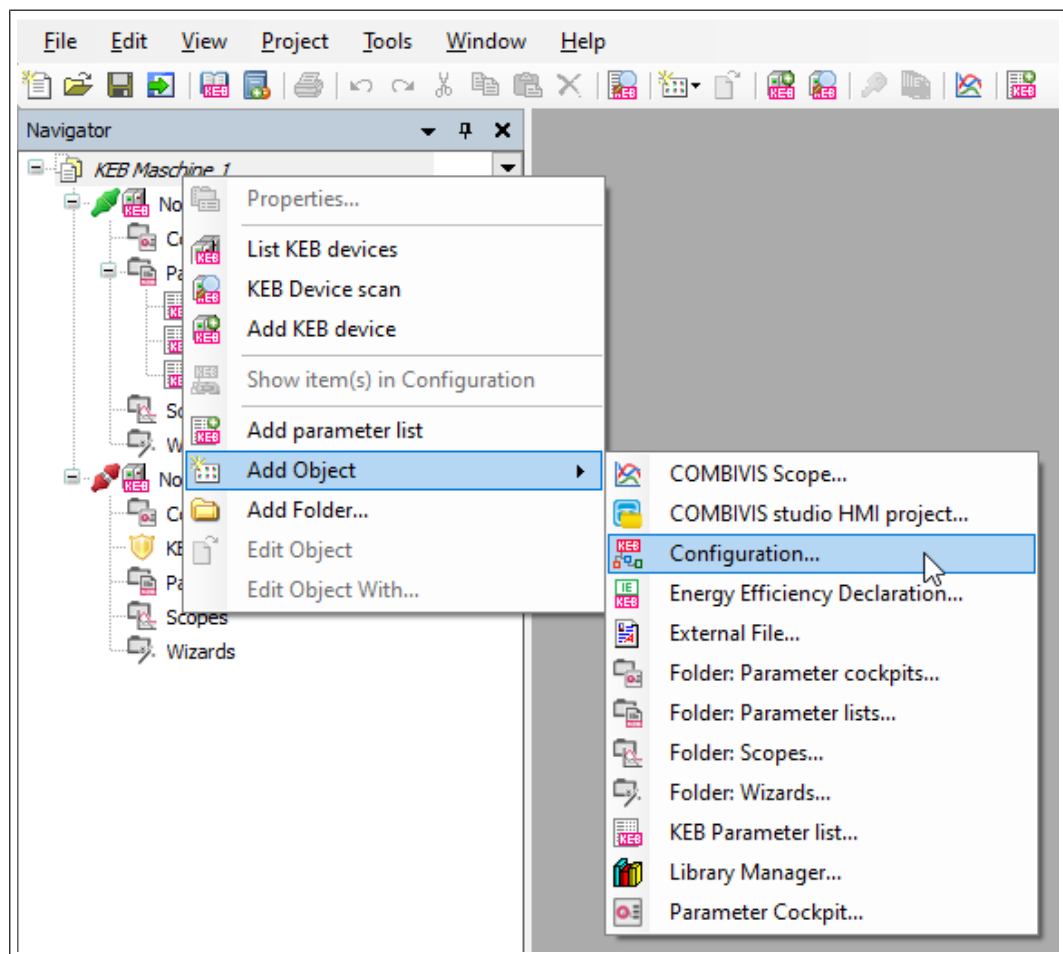 File Edit View Project Tools Window Help
Navigator
KEB Maschine 1
No
Properties...
List KEB devices
KEB Device scan
Add KEB device
Show item(s) in Configuration
Add parameter list
Add Object
Add Folder...
Edit Object
Edit Object With...
Scopes
Wizards
COMBIVIS Scope...
COMBIVIS studio HMI project...
Configuration...
Energy Efficiency Declaration...
External File...
Folder: Parameter cockpits...
Folder: Parameter lists...
Folder: Scopes...
Folder: Wizards...
KEB Parameter list...
Library Manager...
Parameter Cockpit...